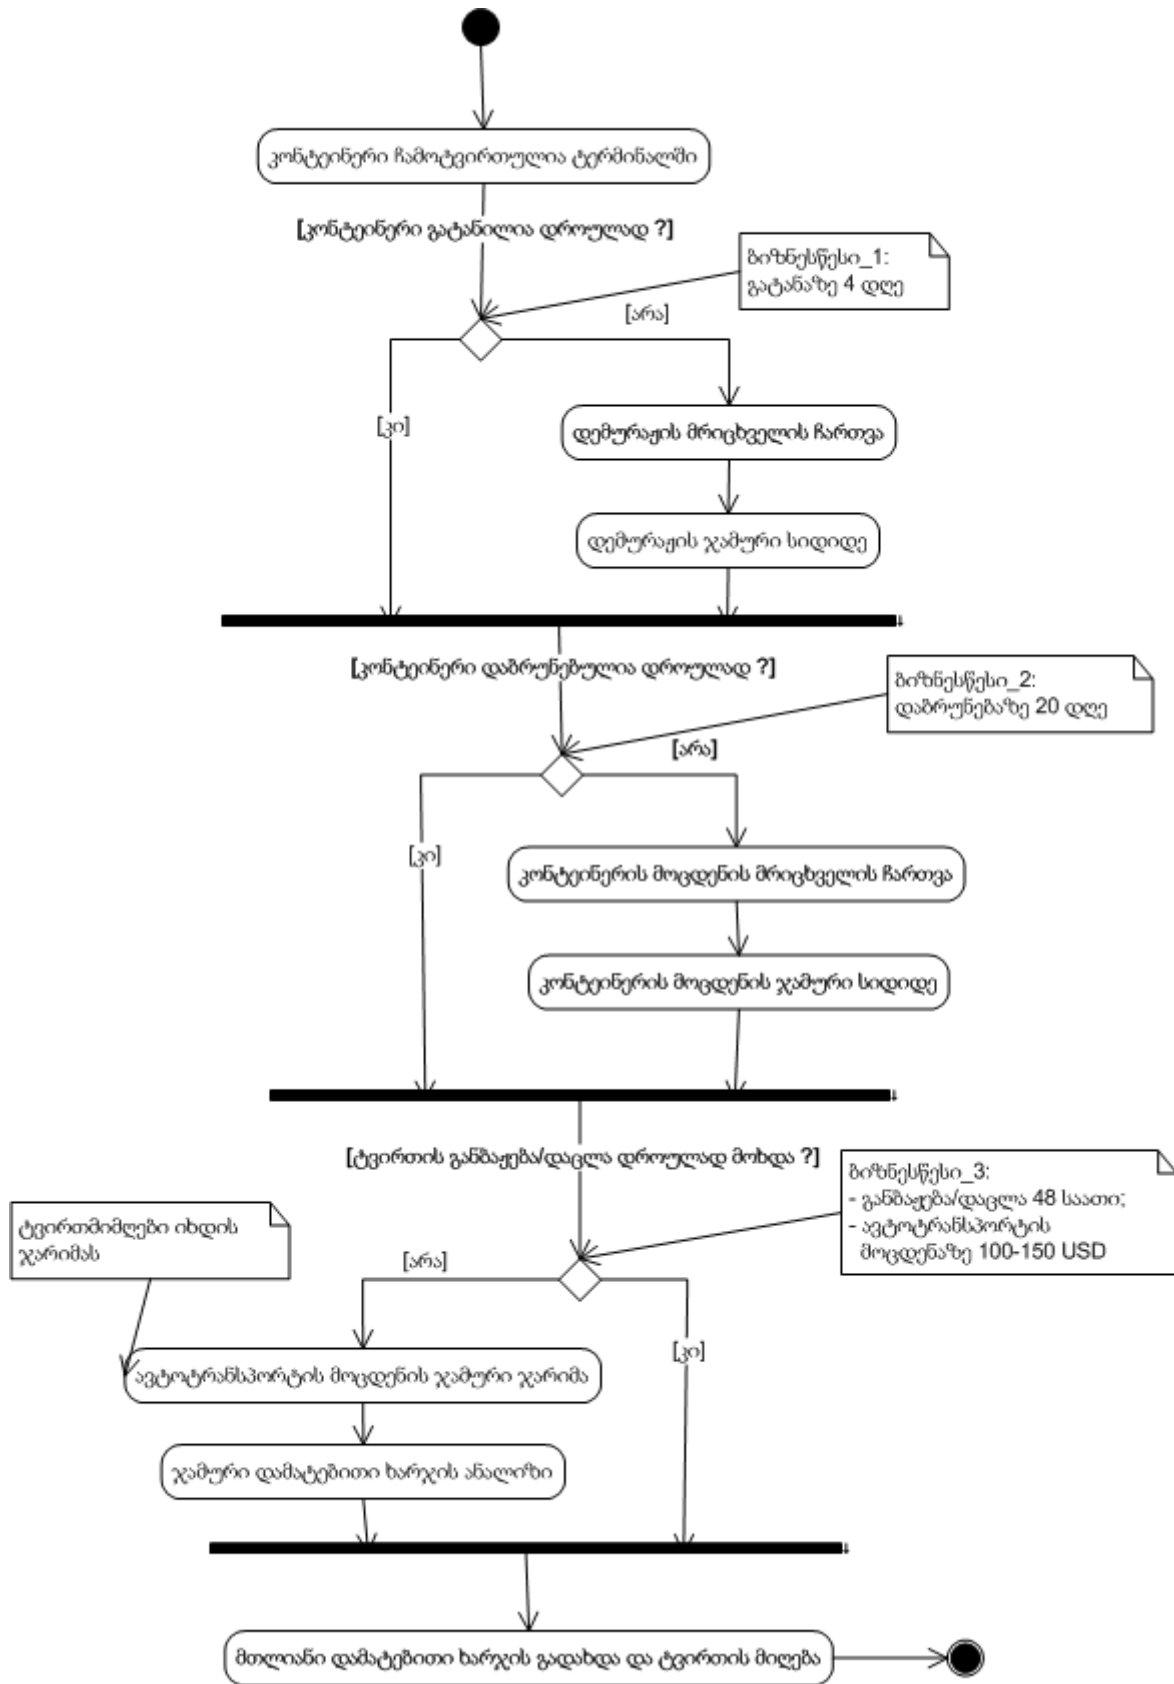 კონტეინერი ჩამოტვირთულია ტერმინალში
[კონტეინერი გატანილია დროულად ?]
ბიზნესწესი_1:
გატანაზე 4 დღე
[არა]
[კი]
დემურაჟის მრიცხველის ჩართვა
დემურაჟის ჯამური სიდიდე
[კონტეინერი დაბრუნებულია დროულად ?]
ბიზნესწესი_2:
დაბრუნებაზე 20 დღე
[არა]
[კი]
კონტეინერის მოცდენის მრიცხველის ჩართვა
კონტეინერის მოცდენის ჯამური სიდიდე
[ტვირთის განბაჟება/დაცლა დროულად მოხდა ?]
ბიზნესწესი_3:
- განბაჟება/დაცლა 48 საათი;
- ავტოტრანსპორტის
მოცდენაზე 100-150 USD
ტვირთმიმღები იხდის
ჯარიმას
[არა]
[კი]
ავტოტრანსპორტის მოცდენის ჯამური ჯარიმა
ჯამური დამატებითი ხარჯის ანალიზი
მთლიანი დამატებითი ხარჯის გადახდა და ტვირთის მიღება